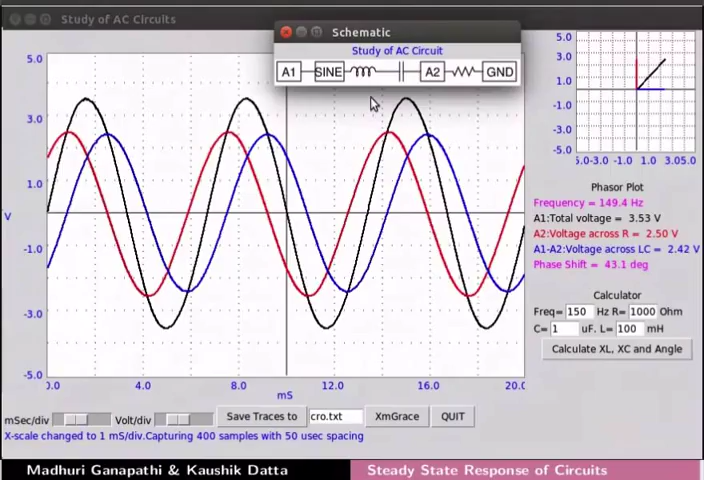 Study of AC Circuits
Schematic
Study of AC Circuit
A1 SINE A2 GND
5.0
3.0
1.0
-1.0
-3.0
-5.0
V
0.0 4.0 8.0 12.0 16.0 20.0
mS
5.0
3.0
1.0
-1.0
-3.0
-5.0
5.0-3.0 -1.0 1.0 3.05.0
Phasor Plot
Frequency = 149.4 Hz
A1:Total voltage = 3.53 V
A2:Voltage across R = 2.50 V
A1-A2:Voltage across LC = 2.42 V
Phase Shift = 43.1 deg
Calculator
Freq= 150 Hz R= 1000 Ohm
C= 1 uF. L= 100 mH
Calculate XL, XC and Angle
mSec/div Volt/div Save Traces to cro.txt XmGrace QUIT
X-scale changed to 1 mS/div.Capturing 400 samples with 50 usec spacing
Madhuri Ganapathi & Kaushik Datta
Steady State Response of Circuits